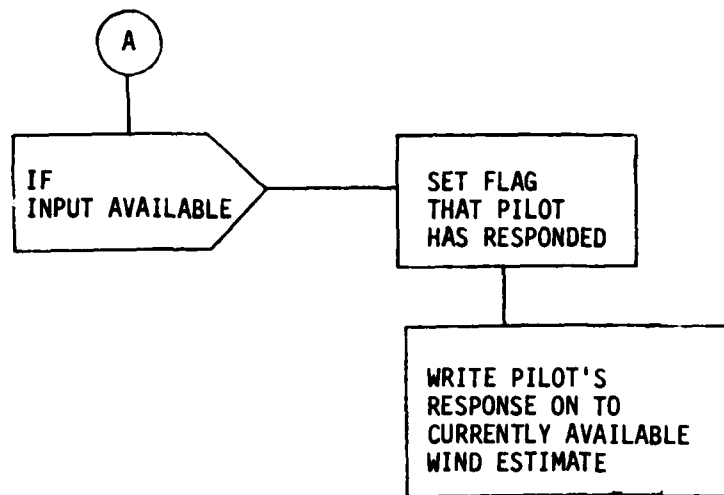 A
IF
INPUT AVAILABLE
SET FLAG
THAT PILOT
HAS RESPONDED
WRITE PILOT'S
RESPONSE ON TO
CURRENTLY AVAILABLE
WIND ESTIMATE